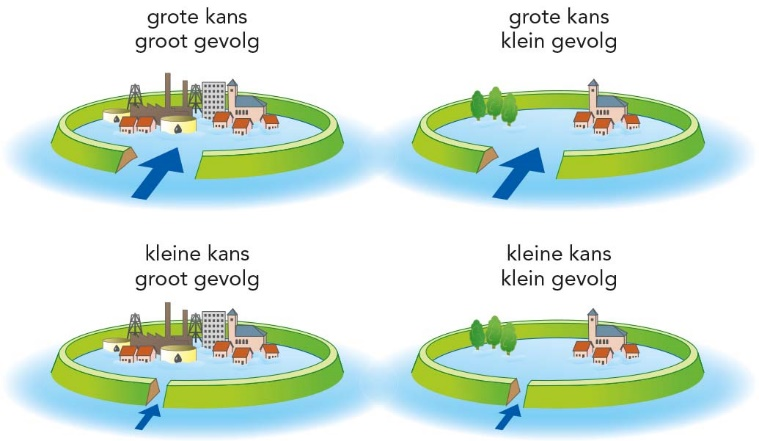 grote kans
groot gevolg
grote kans
klein gevolg
kleine kans
groot gevolg
kleine kans
klein gevolg